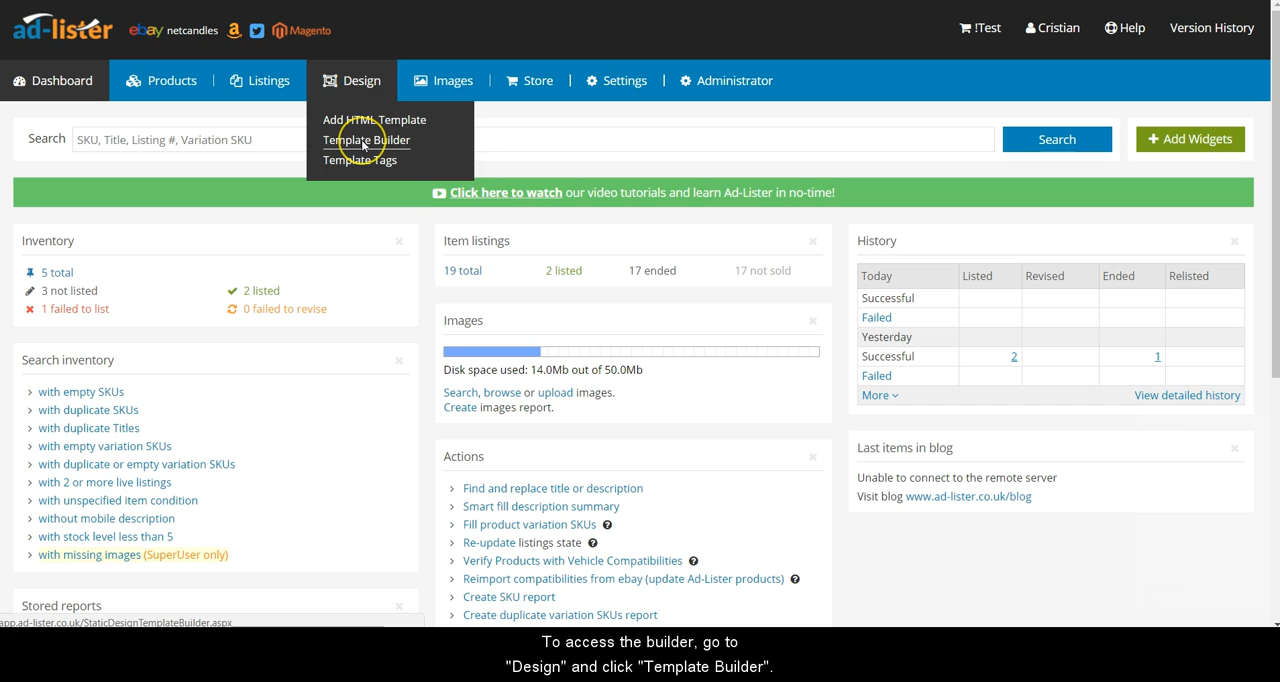 ad-lister ebay netcandles Magento
!Test Cristian Help Version History
Dashboard Products Listings Design Images Store Settings Administrator
Add HTML Template
Template Builder
Template Tags
Search SKU, Title, Listing #, Variation SKU Search + Add Widgets
Click here to watch our video tutorials and learn Ad-Lister in no-time!
Inventory
5 total
3 not listed 2 listed
1 failed to list 0 failed to revise
Search inventory
with empty SKUs
with duplicate SKUs
with duplicate Titles
with empty variation SKUs
with duplicate or empty variation SKUs
with 2 or more live listings
with unspecified item condition
without mobile description
with stock level less than 5
with missing images (SuperUser only)
Stored reports
app.ad-lister.co.uk/StaticDesignTemplateBuilder.aspx
Item listings
19 total 2 listed 17 ended 17 not sold
Images
Disk space used: 14.0Mb out of 50.0Mb
Search, browse or upload images.
Create images report.
Actions
Find and replace title or description
Smart fill description summary
Fill product variation SKUs
Re-update listings state
Verify Products with Vehicle Compatibilities
Reimport compatibilities from ebay (update Ad-Lister products)
Create SKU report
Create duplicate variation SKUs report
History
Today Listed Revised Ended Relisted
Successful
Failed
Yesterday
Successful 2 1
Failed
More View detailed history
Last items in blog
Unable to connect to the remote server
Visit blog www.ad-lister.co.uk/blog
To access the builder, go to
"Design" and click "Template Builder".